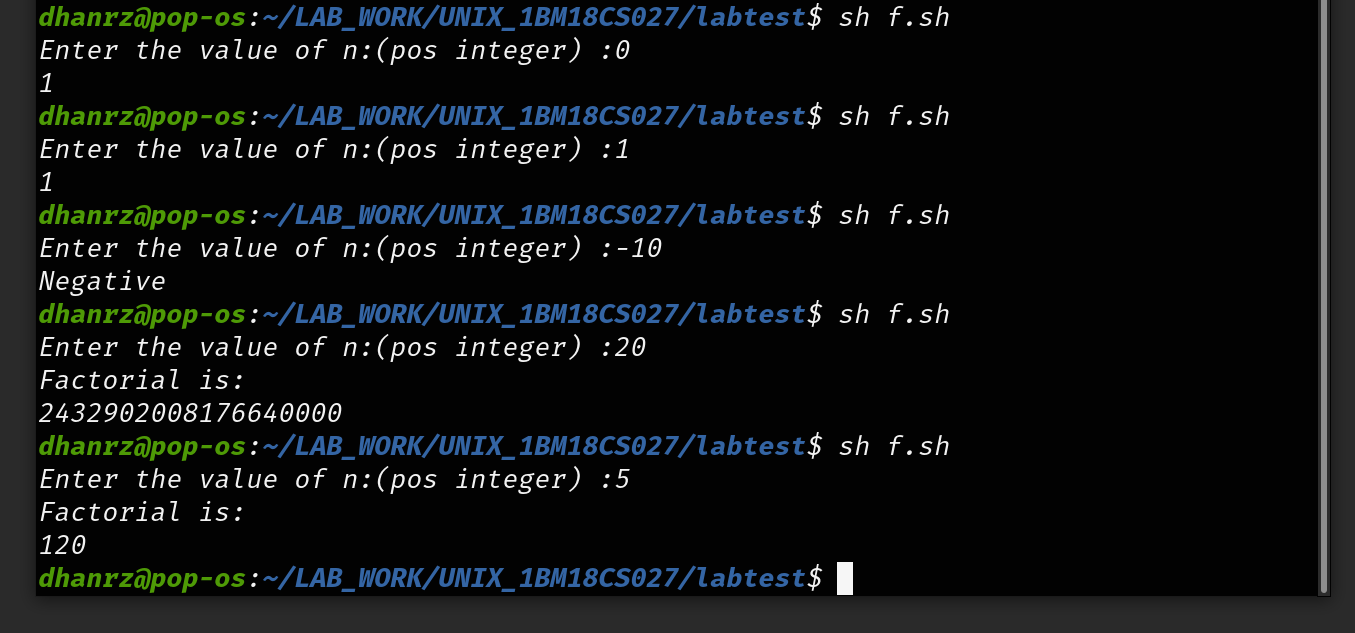 dhanrz@pop-os:~/LAB_WORK/UNIX_1BM18CS027/labtest$ sh f.sh
Enter the value of n:(pos integer) :0
1
dhanrz@pop-os:~/LAB_WORK/UNIX_1BM18CS027/labtest$ sh f.sh
Enter the value of n:(pos integer) :1
1
dhanrz@pop-os:~/LAB_WORK/UNIX_1BM18CS027/labtest$ sh f.sh
Enter the value of n:(pos integer) :-10
Negative
dhanrz@pop-os:~/LAB_WORK/UNIX_1BM18CS027/labtest$ sh f.sh
Enter the value of n:(pos integer) :20
Factorial is:
2432902008176640000
dhanrz@pop-os:~/LAB_WORK/UNIX_1BM18CS027/labtest$ sh f.sh
Enter the value of n:(pos integer) :5
Factorial is:
120
dhanrz@pop-os:~/LAB_WORK/UNIX_1BM18CS027/labtest$